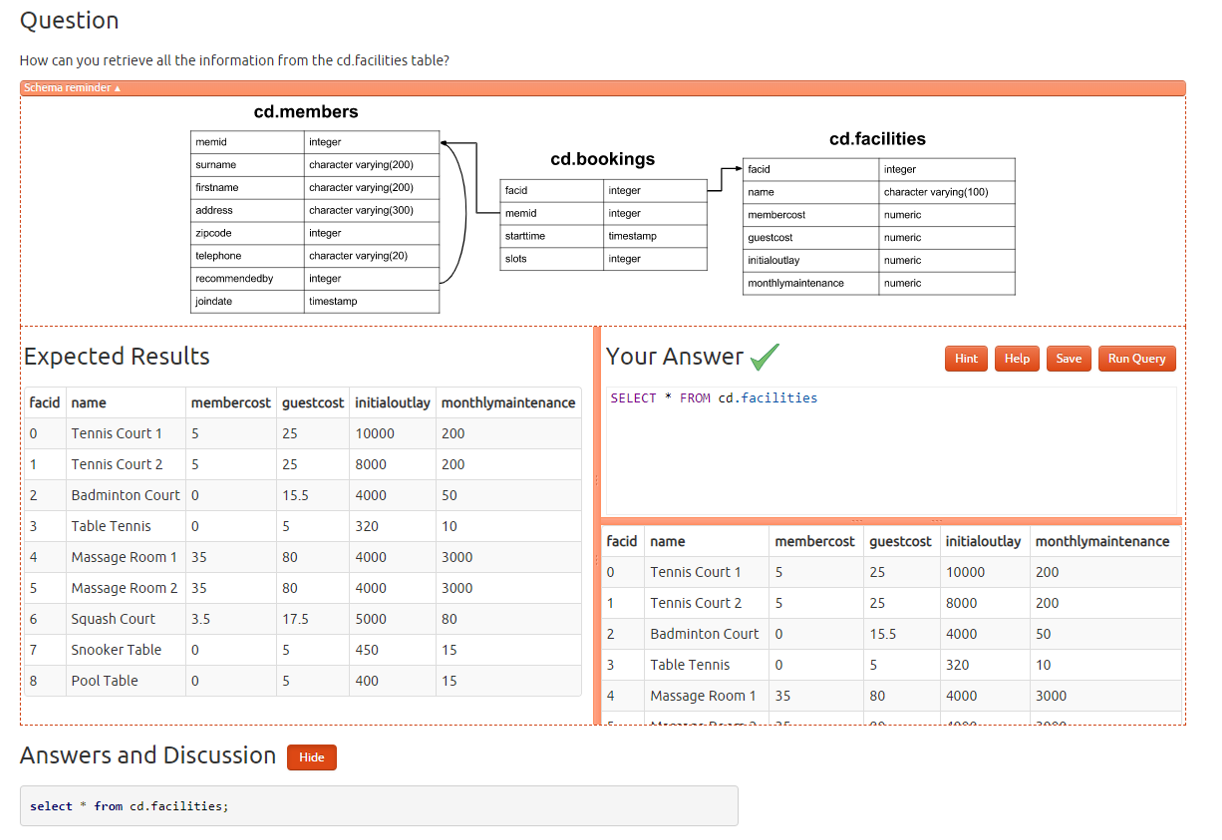 Question
How can you retrieve all the information from the cd.facilities table?
Schema reminder ▲
cd.members
memid integer
surname character varying(200)
firstname character varying(200)
address character varying(300)
zipcode integer
telephone character varying(20)
recommendedby integer
joindate timestamp
cd.bookings
facid integer
memid integer
starttime timestamp
slots integer
cd.facilities
facid integer
name character varying(100)
membercost numeric
guestcost numeric
initialoutlay numeric
monthlymaintenance numeric
Expected Results
facid name membercost guestcost initialoutlay monthlymaintenance
0 Tennis Court 1 5 25 10000 200
1 Tennis Court 2 5 25 8000 200
2 Badminton Court 0 15.5 4000 50
3 Table Tennis 0 5 320 10
4 Massage Room 1 35 80 4000 3000
5 Massage Room 2 35 80 4000 3000
6 Squash Court 3.5 17.5 5000 80
7 Snooker Table 0 5 450 15
8 Pool Table 0 5 400 15
Your Answer
Hint Help Save Run Query
SELECT * FROM cd.facilities
facid name membercost guestcost initialoutlay monthlymaintenance
0 Tennis Court 1 5 25 10000 200
1 Tennis Court 2 5 25 8000 200
2 Badminton Court 0 15.5 4000 50
3 Table Tennis 0 5 320 10
4 Massage Room 1 35 80 4000 3000
Answers and Discussion Hide
select * from cd.facilities;